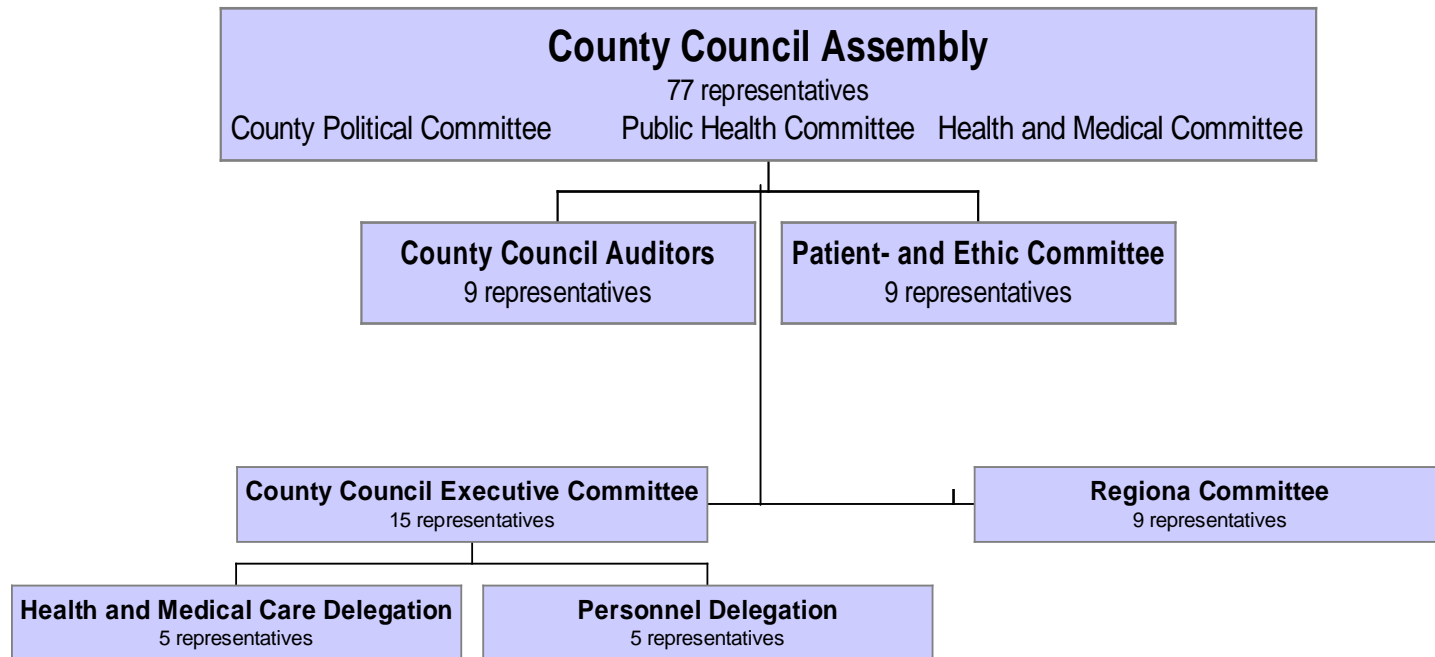 County Council Assembly
77 representatives
County Political Committee Public Health Committee Health and Medical Committee
County Council Auditors
9 representatives
Patient- and Ethic Committee
9 representatives
County Council Executive Committee
15 representatives
Regiona Committee
9 representatives
Health and Medical Care Delegation
5 representatives
Personnel Delegation
5 representatives